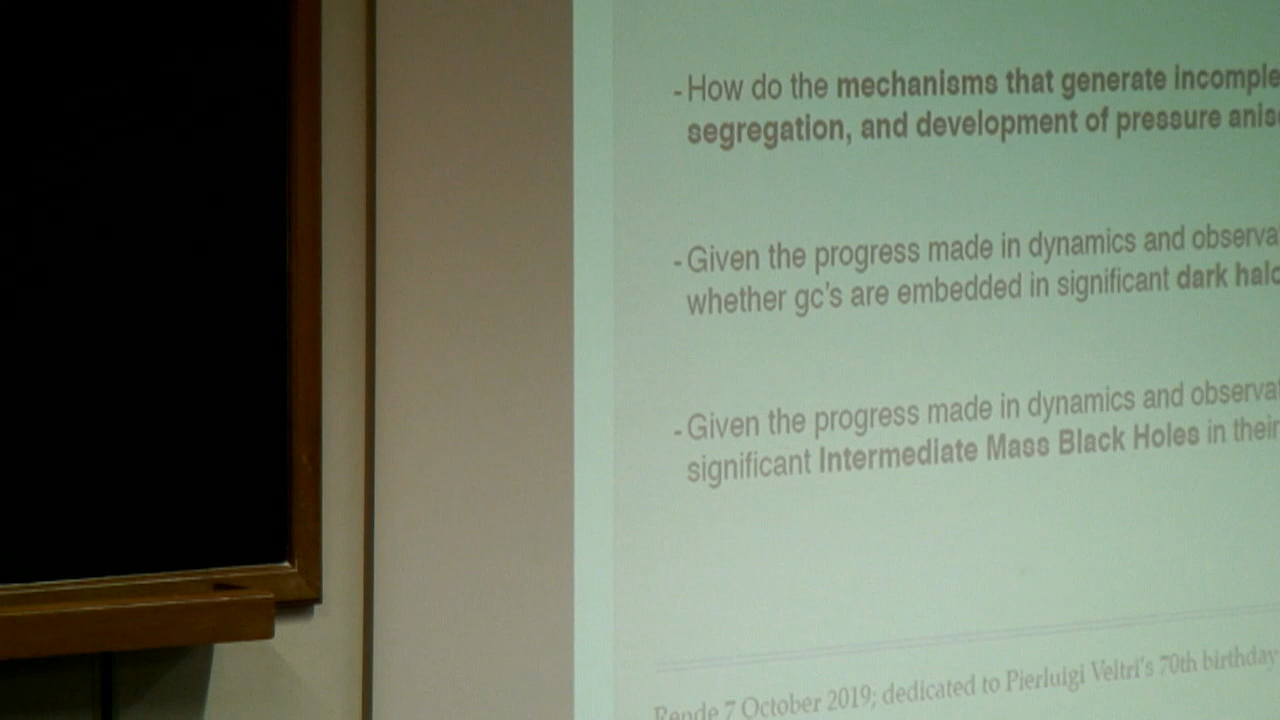 - How do the mechanisms that generate incomple
segregation, and development of pressure anis
- Given the progress made in dynamics and observa
whether gc's are embedded in significant dark halo
- Given the progress made in dynamics and observat
significant Intermediate Mass Black Holes in their
Rende 7 October 2019; dedicated to Pierluigi Veltri's 70th birthday